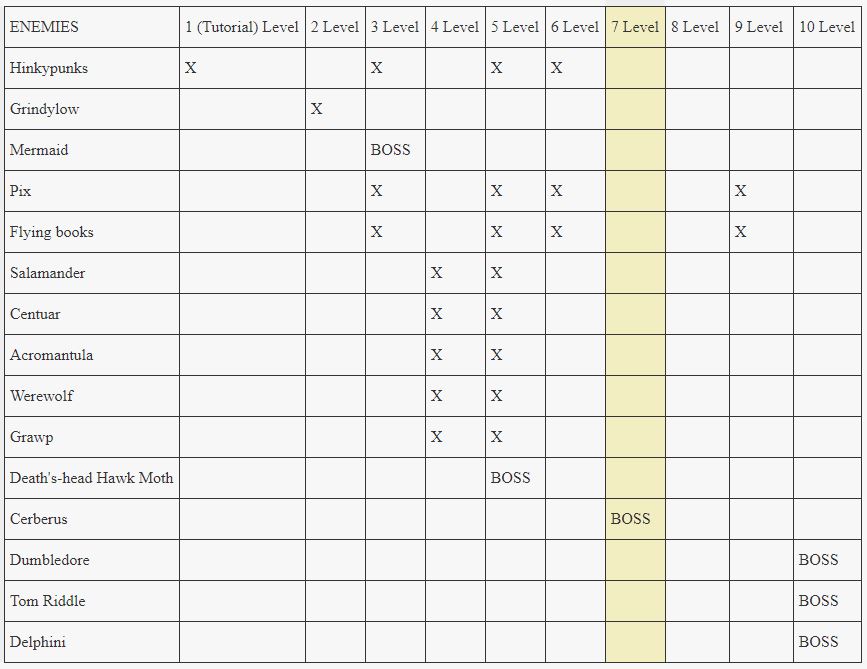 ENEMIES 1 (Tutorial) Level 2 Level 3 Level 4 Level 5 Level 6 Level 7 Level 8 Level 9 Level 10 Level
Hinkypunks X X X X
Grindylow X
Mermaid BOSS
Pix X X X X
Flying books X X X X
Salamander X X
Centuar X X
Acromantula X X
Werewolf X X
Grawp X X
Death's-head Hawk Moth BOSS
Cerberus BOSS
Dumbledore BOSS
Tom Riddle BOSS
Delphini BOSS